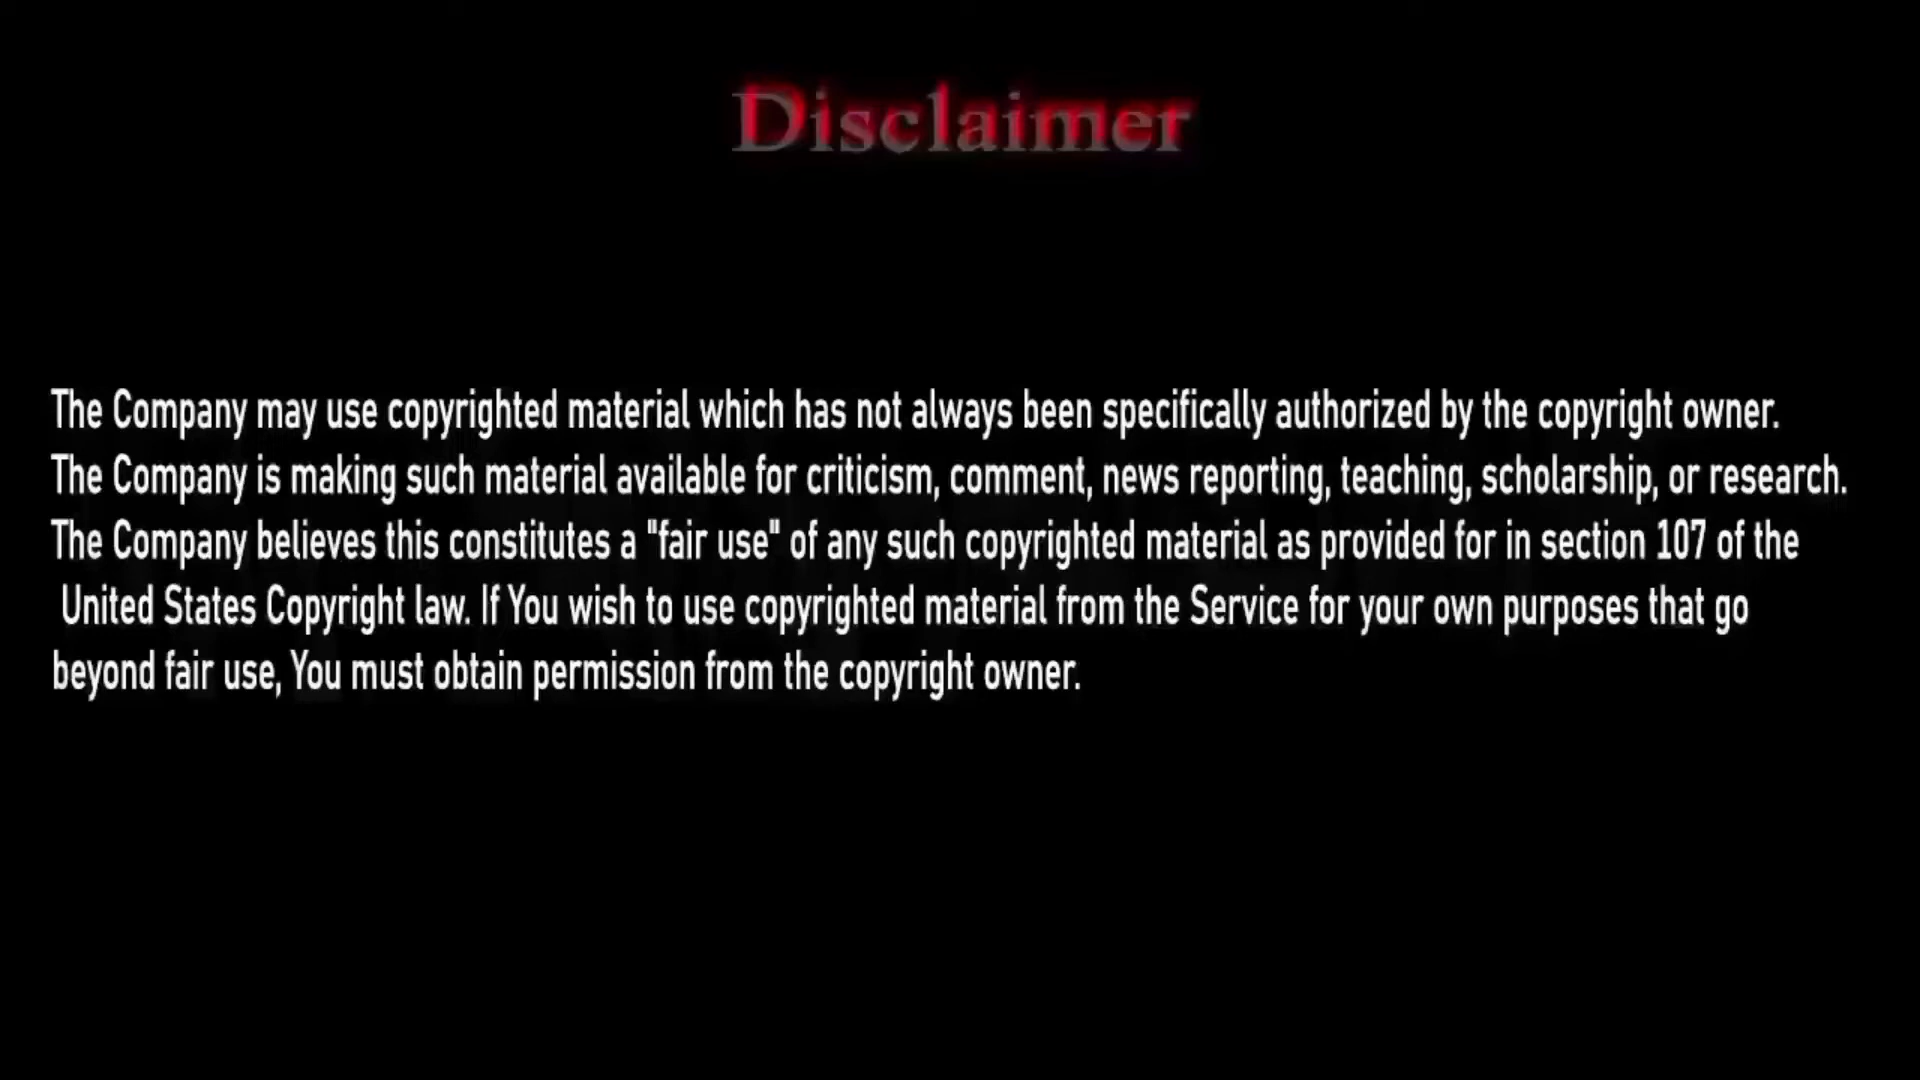 Disclaimer
The Company may use copyrighted material which has not always been specifically authorized by the copyright owner.
The Company is making such material available for criticism, comment, news reporting, teaching, scholarship, or research.
The Company believes this constitutes a "fair use" of any such copyrighted material as provided for in section 107 of the
United States Copyright law. If You wish to use copyrighted material from the Service for your own purposes that go
beyond fair use, You must obtain permission from the copyright owner.